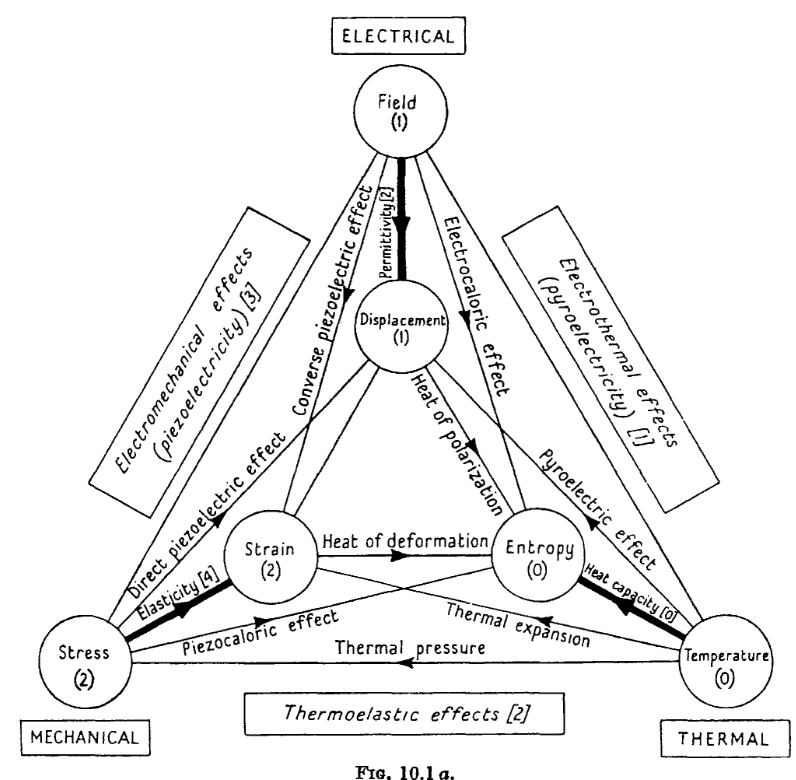 ELECTRICAL
Field
(1)
Permittivity[2]
Converse piezoelectric effect
Electrocaloric effect
Electromechanical effects
(piezoelectricity) [3]
Electrothermal effects
(pyroelectricity) [1]
Displacement
(1)
Heat of polarization
Direct piezoelectric effect
Pyroelectric effect
Strain
(2)
Heat of deformation
Entropy
(0)
Elasticity [4]
Heat capacity [0]
Piezocaloric effect
Thermal expansion
Stress
(2)
Thermal pressure
Temperature
(0)
MECHANICAL
Thermoelastic effects [2]
THERMAL
Fig. 10.1 a.